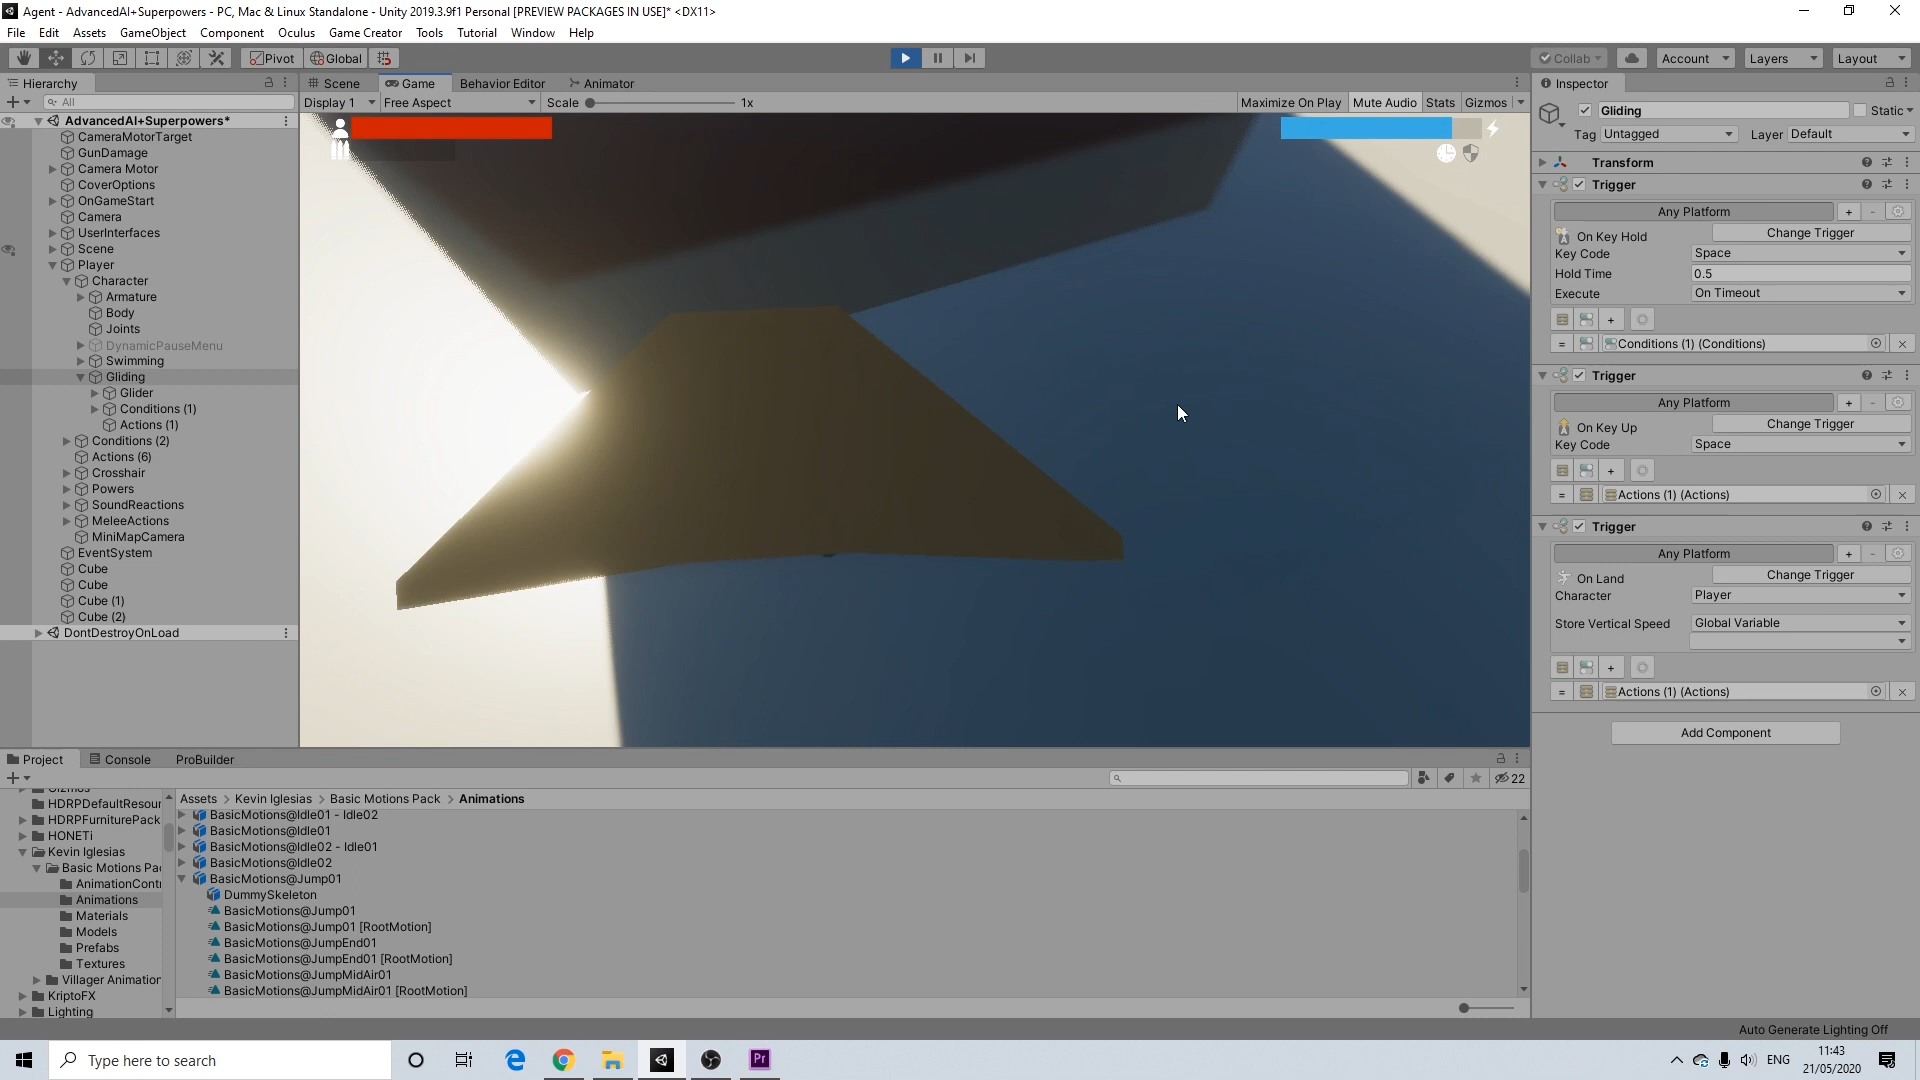 Agent - AdvancedAI+Superpowers - PC, Mac & Linux Standalone - Unity 2019.3.9f1 Personal [PREVIEW PACKAGES IN USE]* <DX11>
File Edit Assets GameObject Component Oculus Game Creator Tools Tutorial Window Help
Pivot Global Collab Account Layers Layout
Hierarchy
All
AdvancedAI+Superpowers*
CameraMotorTarget
GunDamage
Camera Motor
CoverOptions
OnGameStart
Camera
UserInterfaces
Scene
Player
Character
Armature
Body
Joints
DynamicPauseMenu
Swimming
Gliding
Glider
Conditions (1)
Actions (1)
Conditions (2)
Actions (6)
Crosshair
Powers
SoundReactions
MeleeActions
MiniMapCamera
EventSystem
Cube
Cube
Cube (1)
Cube (2)
DontDestroyOnLoad
Scene Game Behavior Editor Animator
Display 1 Free Aspect Scale 1x Maximize On Play Mute Audio Stats Gizmos
Inspector
Gliding Static
Tag Untagged Layer Default
Transform
Trigger
Any Platform + -
On Key Hold Change Trigger
Key Code Space
Hold Time 0.5
Execute On Timeout
+
= Conditions (1) (Conditions)
Trigger
Any Platform + -
On Key Up Change Trigger
Key Code Space
+
= Actions (1) (Actions)
Trigger
Any Platform + -
On Land Change Trigger
Character Player
Store Vertical Speed Global Variable
+
= Actions (1) (Actions)
Add Component
Project Console ProBuilder
22
Gizmos
HDRPDefaultResour
HDRPFurniturePack
HONETi
Kevin Iglesias
Basic Motions Pa
AnimationCont
Animations
Materials
Models
Prefabs
Textures
Villager Animation
KriptoFX
Lighting
Assets > Kevin Iglesias > Basic Motions Pack > Animations
BasicMotions@Idle01 - Idle02
BasicMotions@Idle01
BasicMotions@Idle02 - Idle01
BasicMotions@Idle02
BasicMotions@Jump01
DummySkeleton
BasicMotions@Jump01
BasicMotions@Jump01 [RootMotion]
BasicMotions@JumpEnd01
BasicMotions@JumpEnd01 [RootMotion]
BasicMotions@JumpMidAir01
BasicMotions@JumpMidAir01 [RootMotion]
Auto Generate Lighting Off
Type here to search
Pr
ENG
11:43
21/05/2020